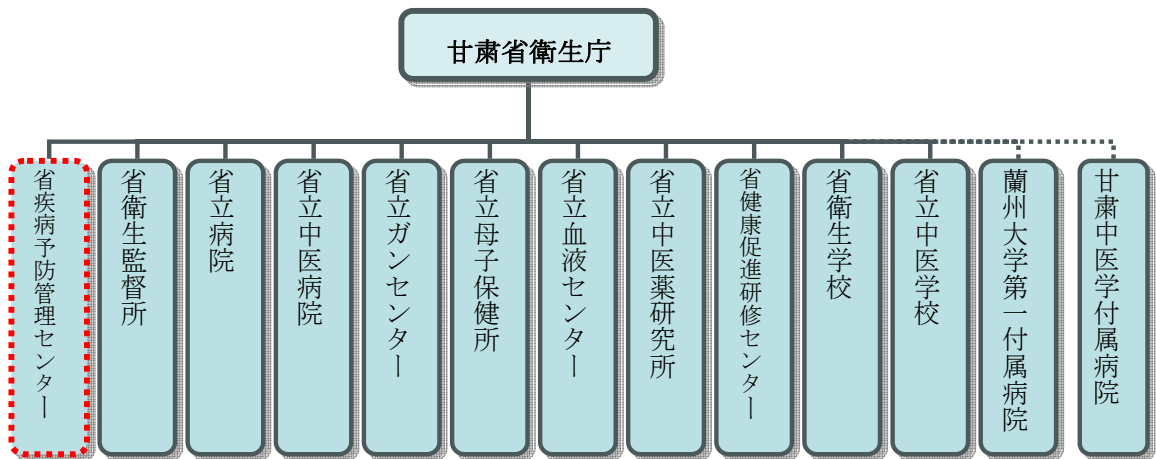 甘粛省衛生庁
省疾病予防管理センター
省衛生監督所
省立病院
省立中医病院
省立ガンセンター
省立母子保健所
省立血液センター
省立中医薬研究所
省健康促進研修センター
省衛生学校
省立中医学校
蘭州大学第一付属病院
甘粛中医学付属病院